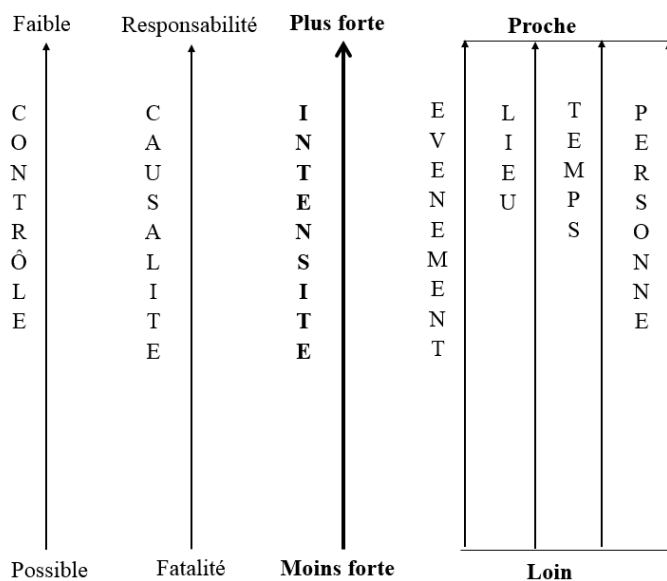 Faible Responsabilité Plus forte Proche
CONTRÔLE
CAUSALITE
INTENSITE
EVENEMENT
LIEU
TEMPS
PERSONNE
Possible Fatalité Moins forte Loin